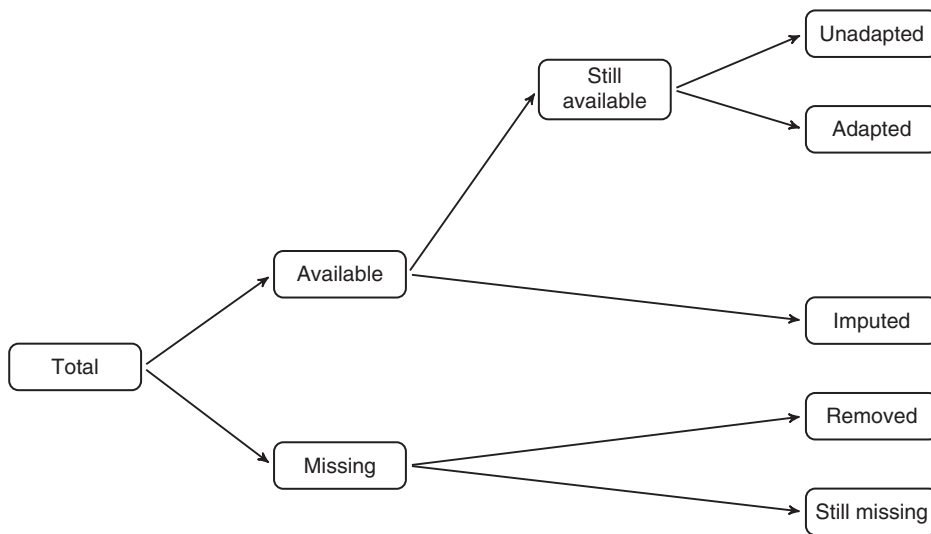 Unadapted
Still
available
Adapted
Available
Imputed
Total
Removed
Missing
Still missing